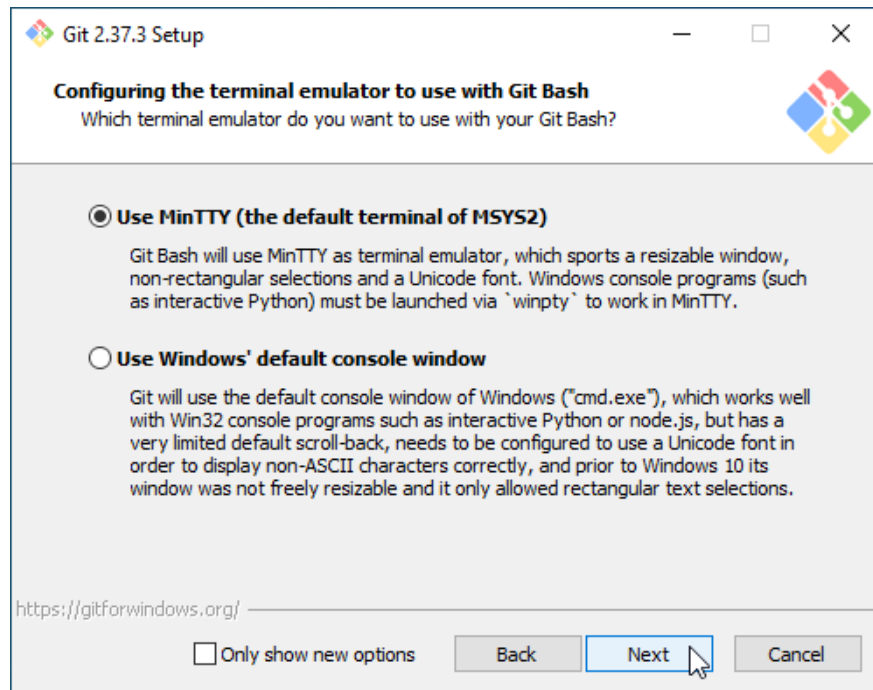 Git 2.37.3 Setup
Configuring the terminal emulator to use with Git Bash
Which terminal emulator do you want to use with your Git Bash?
Use MinTTY (the default terminal of MSYS2)
Git Bash will use MinTTY as terminal emulator, which sports a resizable window,
non-rectangular selections and a Unicode font. Windows console programs (such
as interactive Python) must be launched via `winpty` to work in MinTTY.
Use Windows' default console window
Git will use the default console window of Windows ("cmd.exe"), which works well
with Win32 console programs such as interactive Python or node.js, but has a
very limited default scroll-back, needs to be configured to use a Unicode font in
order to display non-ASCII characters correctly, and prior to Windows 10 its
window was not freely resizable and it only allowed rectangular text selections.
https://gitforwindows.org/
Only show new options
Back
Next
Cancel